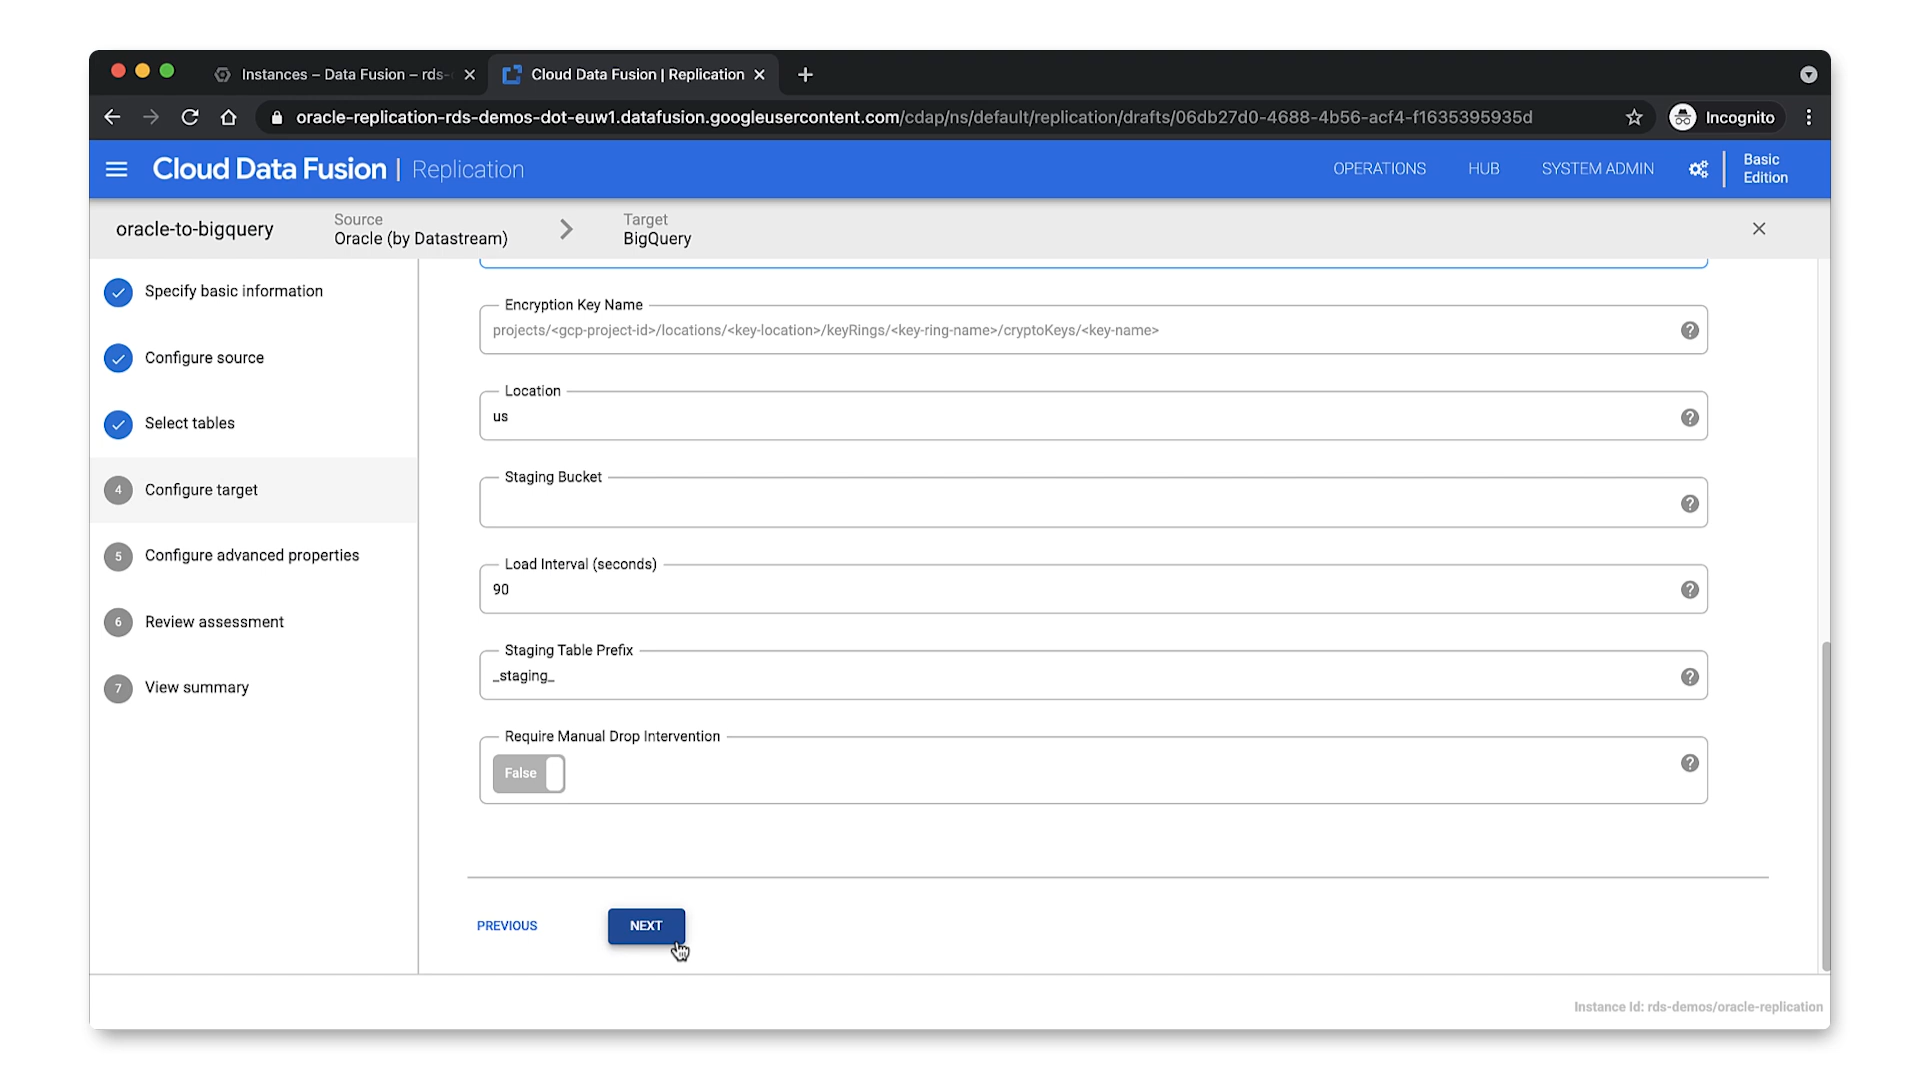 Instances – Data Fusion – rds-
Cloud Data Fusion | Replication
oracle-replication-rds-demos-dot-euw1.datafusion.googleusercontent.com/cdap/ns/default/replication/drafts/06db27d0-4688-4b56-acf4-f1635395935d
Incognito
Cloud Data Fusion | Replication
OPERATIONS
HUB
SYSTEM ADMIN
Basic
Edition
oracle-to-bigquery
Source
Oracle (by Datastream)
Target
BigQuery
Specify basic information
Configure source
Select tables
4 Configure target
5 Configure advanced properties
6 Review assessment
7 View summary
Encryption Key Name
projects/<gcp-project-id>/locations/<key-location>/keyRings/<key-ring-name>/cryptoKeys/<key-name>
Location
us
Staging Bucket
Load Interval (seconds)
90
Staging Table Prefix
_staging_
Require Manual Drop Intervention
False
PREVIOUS
NEXT
Instance Id: rds-demos/oracle-replication